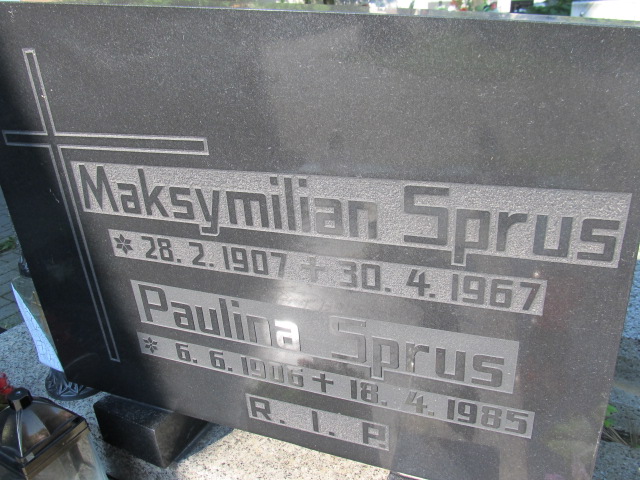 Maksymilian Sprus
* 28. 2. 1907 + 30. 4. 1967
Paulina Sprus
* 6. 6. 1906 + 18. 4. 1985
R. I. P